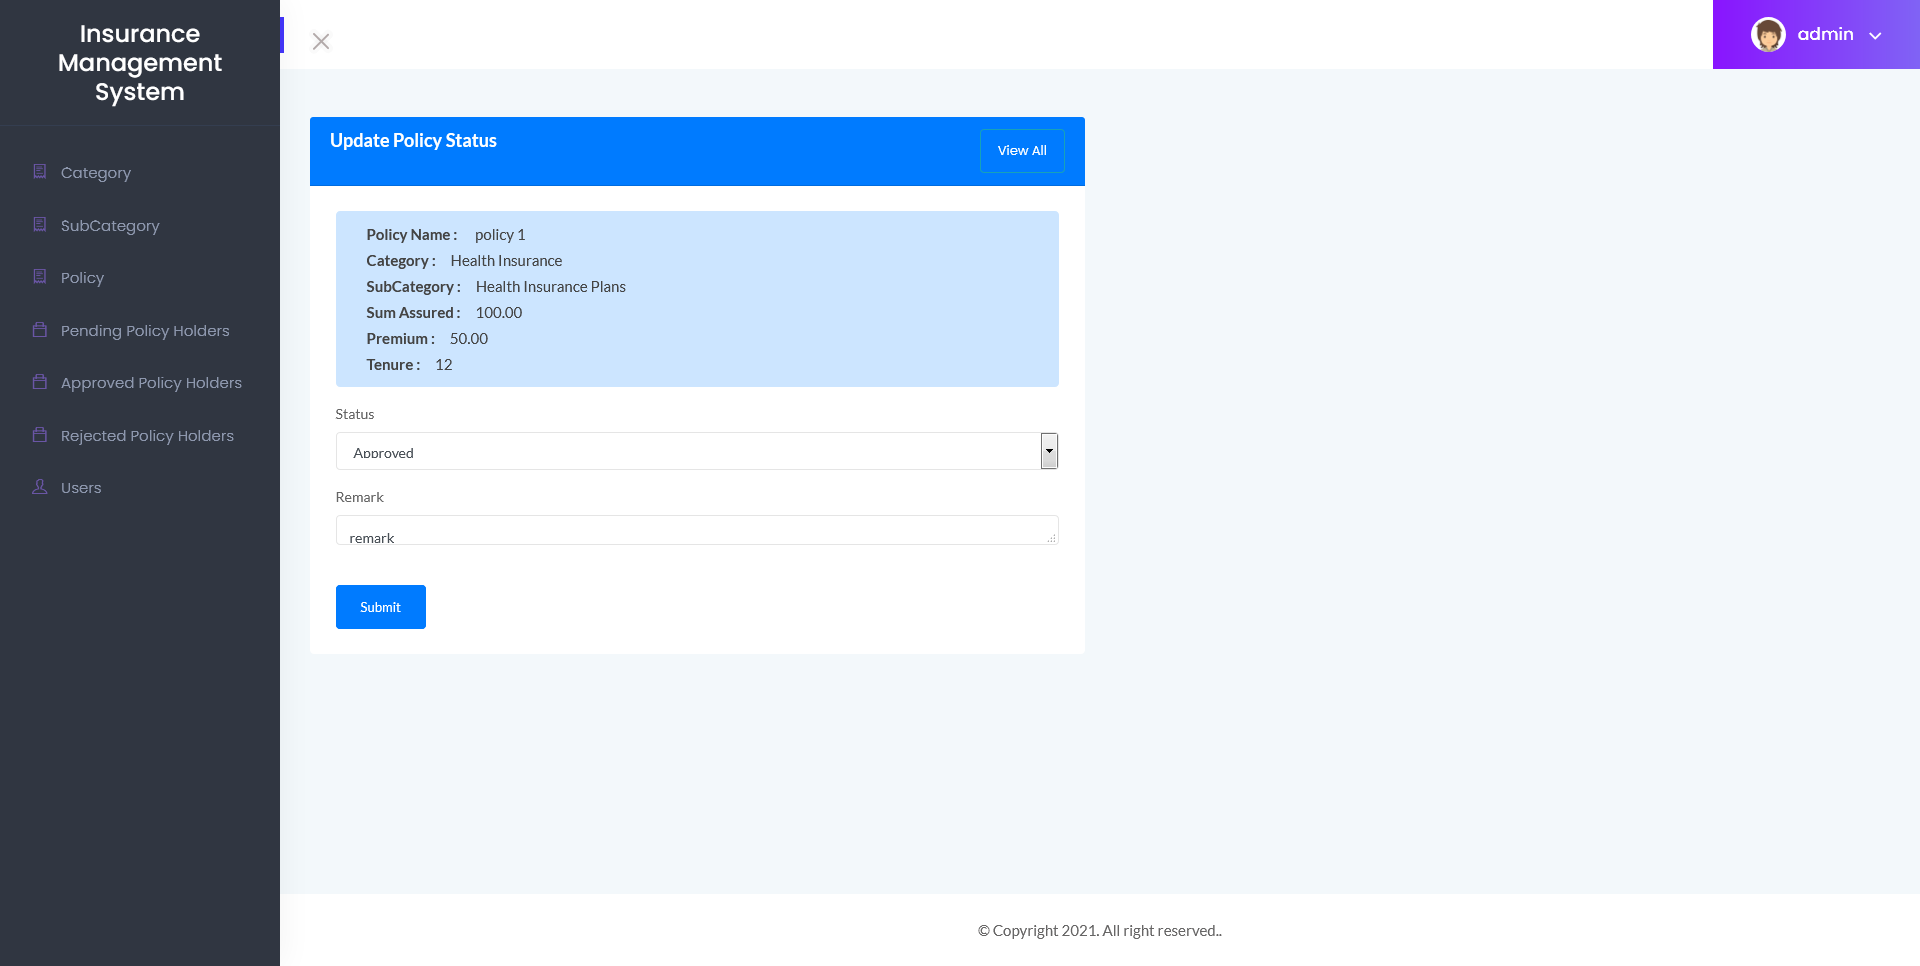 Insurance
Management
System
Category
SubCategory
Policy
Pending Policy Holders
Approved Policy Holders
Rejected Policy Holders
Users
admin
Update Policy Status
View All
Policy Name : policy 1
Category : Health Insurance
SubCategory : Health Insurance Plans
Sum Assured : 100.00
Premium : 50.00
Tenure : 12
Status
Approved
Remark
remark
Submit
© Copyright 2021. All right reserved..